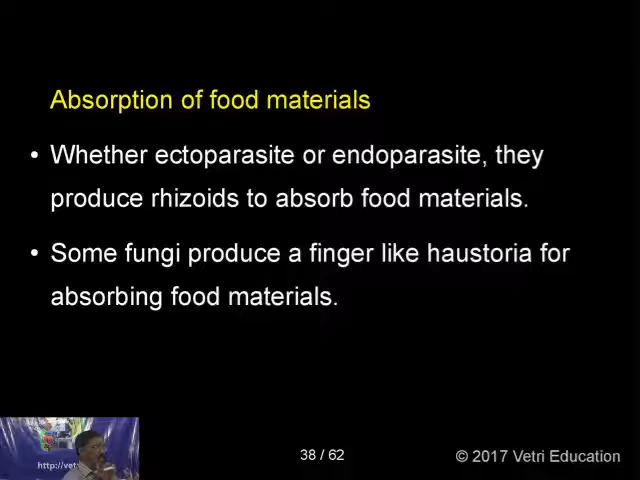 Absorption of food materials
• Whether ectoparasite or endoparasite, they
produce rhizoids to absorb food materials.
• Some fungi produce a finger like haustoria for
absorbing food materials.
http://vet
38 / 62
© 2017 Vetri Education